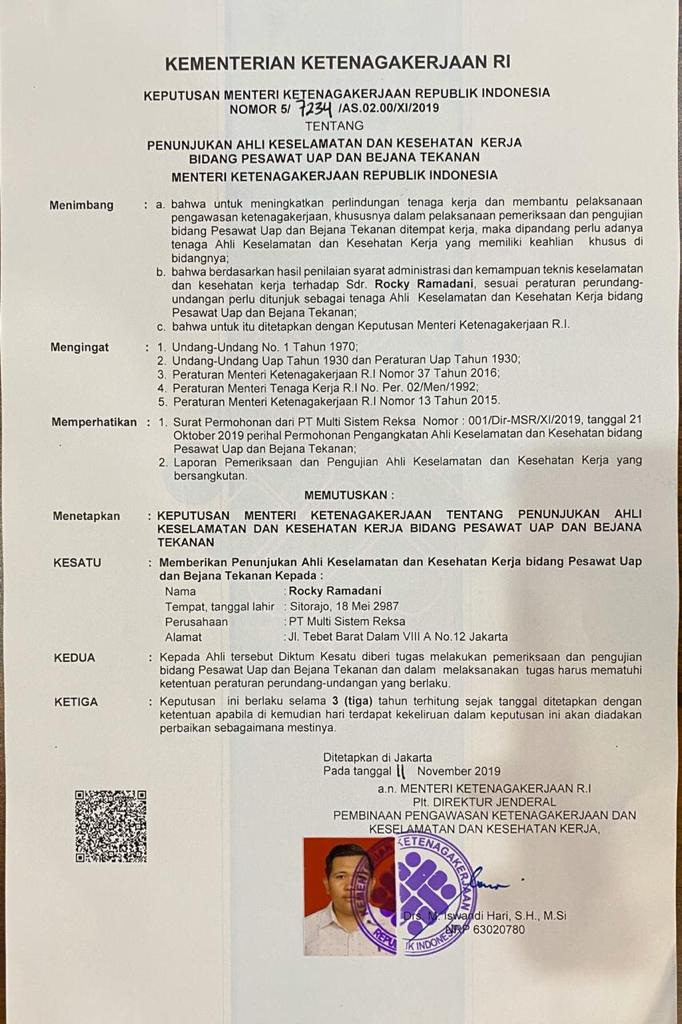 KEMENTERIAN KETENAGAKERJAAN RI
KEPUTUSAN MENTERI KETENAGAKERJAAN REPUBLIK INDONESIA
NOMOR 5/ 7234 /AS.02.00/XI/2019
TENTANG
PENUNJUKAN AHLI KESELAMATAN DAN KESEHATAN KERJA
BIDANG PESAWAT UAP DAN BEJANA TEKANAN
MENTERI KETENAGAKERJAAN REPUBLIK INDONESIA
Menimbang : a. bahwa untuk meningkatkan perlindungan tenaga kerja dan membantu pelaksanaan
pengawasan ketenagakerjaan, khususnya dalam pelaksanaan pemeriksaan dan pengujian
bidang Pesawat Uap dan Bejana Tekanan ditempat kerja, maka dipandang perlu adanya
tenaga Ahli Keselamatan dan Kesehatan Kerja yang memiliki keahlian khusus di
bidangnya;
b. bahwa berdasarkan hasil penilaian syarat administrasi dan kemampuan teknis keselamatan
dan kesehatan kerja terhadap Sdr. Rocky Ramadani, sesuai peraturan perundang-
undangan perlu ditunjuk sebagai tenaga Ahli Keselamatan dan Kesehatan Kerja bidang
Pesawat Uap dan Bejana Tekanan;
c. bahwa untuk itu ditetapkan dengan Keputusan Menteri Ketenagakerjaan R.I.
Mengingat : 1. Undang-Undang No. 1 Tahun 1970;
2. Undang-Undang Uap Tahun 1930 dan Peraturan Uap Tahun 1930;
3. Peraturan Menteri Ketenagakerjaan R.I Nomor 37 Tahun 2016;
4. Peraturan Menteri Tenaga Kerja R.I No. Per. 02/Men/1992;
5. Peraturan Menteri Ketenagakerjaan R.I Nomor 13 Tahun 2015.
Memperhatikan : 1. Surat Permohonan dari PT Multi Sistem Reksa Nomor : 001/Dir-MSR/XI/2019, tanggal 21
Oktober 2019 perihal Permohonan Pengangkatan Ahli Keselamatan dan Kesehatan bidang
Pesawat Uap dan Bejana Tekanan;
2. Laporan Pemeriksaan dan Pengujian Ahli Keselamatan dan Kesehatan Kerja yang
bersangkutan.
MEMUTUSKAN :
Menetapkan : KEPUTUSAN MENTERI KETENAGAKERJAAN TENTANG PENUNJUKAN AHLI
KESELAMATAN DAN KESEHATAN KERJA BIDANG PESAWAT UAP DAN BEJANA
TEKANAN
KESATU : Memberikan Penunjukan Ahli Keselamatan dan Kesehatan Kerja bidang Pesawat Uap
dan Bejana Tekanan Kepada :
Nama : Rocky Ramadani
Tempat, tanggal lahir : Sitorajo, 18 Mei 2987
Perusahaan : PT Multi Sistem Reksa
Alamat : Jl. Tebet Barat Dalam VIII A No.12 Jakarta
KEDUA : Kepada Ahli tersebut Diktum Kesatu diberi tugas melakukan pemeriksaan dan pengujian
bidang Pesawat Uap dan Bejana Tekanan dan dalam melaksanakan tugas harus mematuhi
ketentuan peraturan perundang-undangan yang berlaku.
KETIGA : Keputusan ini berlaku selama 3 (tiga) tahun terhitung sejak tanggal ditetapkan dengan
ketentuan apabila di kemudian hari terdapat kekeliruan dalam keputusan ini akan diadakan
perbaikan sebagaimana mestinya.
Ditetapkan di Jakarta
Pada tanggal 11 November 2019
a.n. MENTERI KETENAGAKERJAAN R.I
Plt. DIREKTUR JENDERAL
PEMBINAAN PENGAWASAN KETENAGAKERJAAN DAN
KESELAMATAN DAN KESEHATAN KERJA,
KEMENTERIAN KETENAGAKERJAAN
REPUBLIK INDONESIA
Drs. M. Iswandi Hari, S.H., M.Si
NRP 63020780